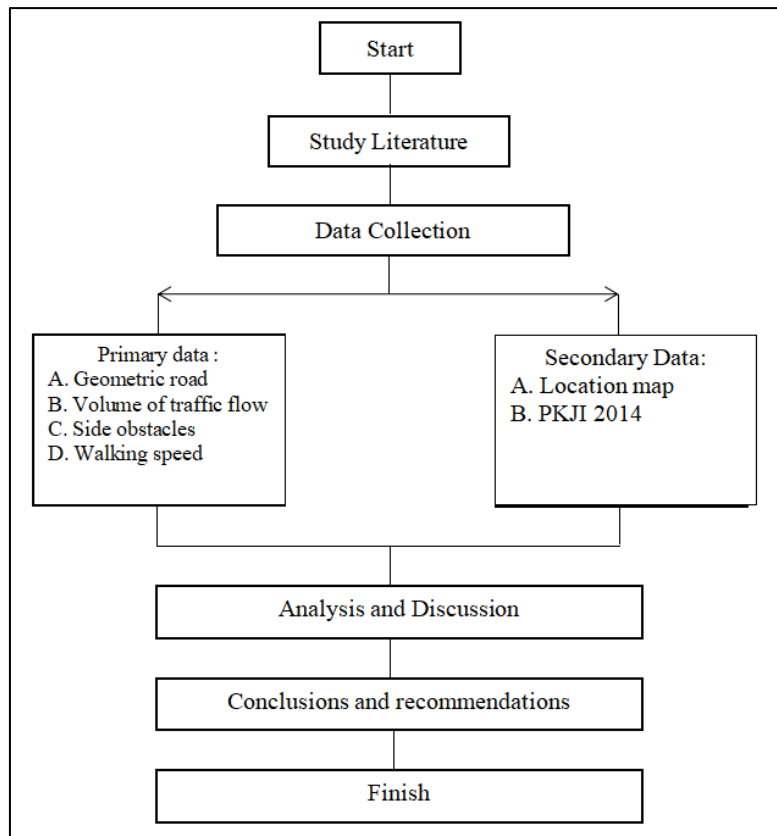 Start
Study Literature
Data Collection
Primary data :
A. Geometric road
B. Volume of traffic flow
C. Side obstacles
D. Walking speed
Secondary Data:
A. Location map
B. PKJI 2014
Analysis and Discussion
Conclusions and recommendations
Finish